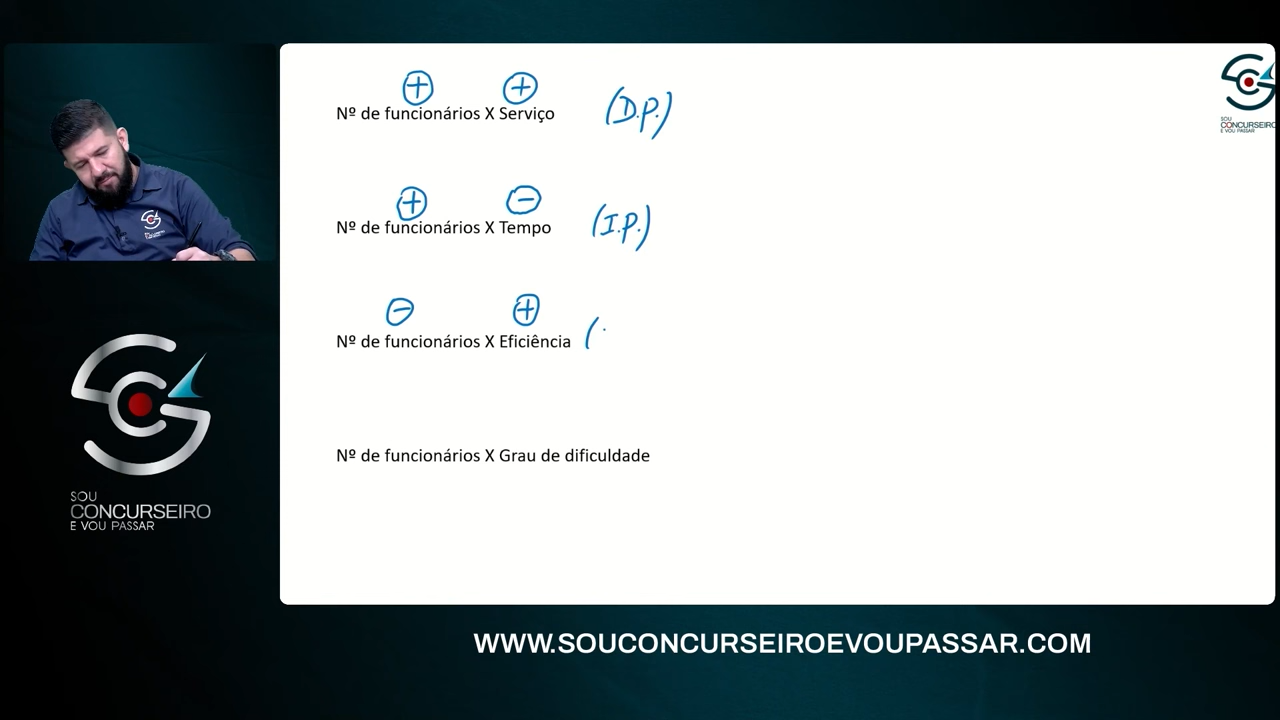 + +
Nº de funcionários X Serviço (D.P.)
+ −
Nº de funcionários X Tempo (I.P.)
− +
Nº de funcionários X Eficiência (
Nº de funcionários X Grau de dificuldade
SOU
CONCURSEIRO
E VOU PASSAR
SOU
CONCURSEIRO
E VOU PASSAR
WWW.SOUCONCURSEIROEVOUPASSAR.COM